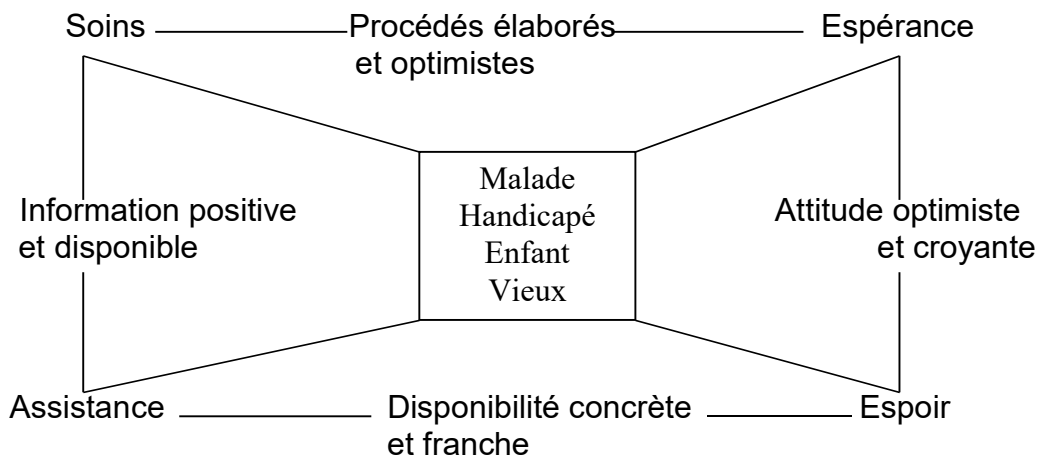 Soins Procédés élaborés Espérance
et optimistes
Malade
Handicapé
Enfant
Vieux
Information positive
et disponible
Attitude optimiste
et croyante
Assistance Disponibilité concrète Espoir
et franche